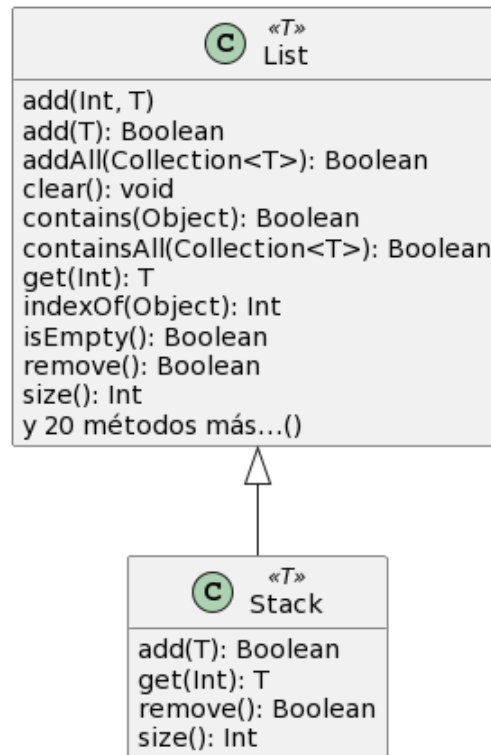 «T»
C List
add(Int, T)
add(T): Boolean
addAll(Collection<T>): Boolean
clear(): void
contains(Object): Boolean
containsAll(Collection<T>): Boolean
get(Int): T
indexOf(Object): Int
isEmpty(): Boolean
remove(): Boolean
size(): Int
y 20 métodos más...()
«T»
C Stack
add(T): Boolean
get(Int): T
remove(): Boolean
size(): Int